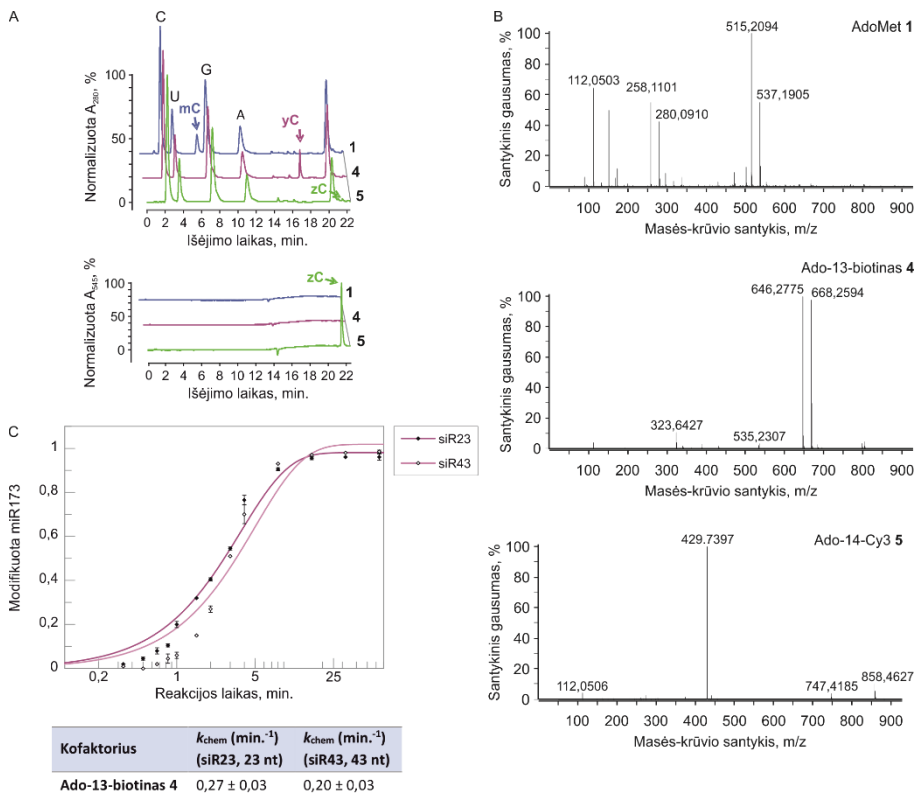 A
C
U
mC
G
A
yC
zC
1
4
5
Normalizuota A280, %
100
50
0
0 2 4 6 8 10 12 14 16 18 20 22
Išėjimo laikas, min.
zC
1
4
5
Normalizuota A545, %
100
50
0
0 2 4 6 8 10 12 14 16 18 20 22
Išėjimo laikas, min.
B
AdoMet 1
Santykinis gausumas, %
100
80
60
40
20
0
112,0503
258,1101
280,0910
515,2094
537,1905
100 200 300 400 500 600 700 800 900
Masės-krūvio santykis, m/z
Ado-13-biotinas 4
Santykinis gausumas, %
100
80
60
40
20
0
323,6427
535,2307
646,2775
668,2594
100 200 300 400 500 600 700 800 900
Masės-krūvio santykis, m/z
Ado-14-Cy3 5
Santykinis gausumas, %
100
80
60
40
20
0
112,0506
429.7397
747,4185
858,4627
100 200 300 400 500 600 700 800 900
Masės-krūvio santykis, m/z
C
siR23
siR43
Modifikuota miR173
1
0,8
0,6
0,4
0,2
0
0,2 1 5 25
Reakcijos laikas, min.
Kofaktorius kchem (min.-1) (siR23, 23 nt) kchem (min.-1) (siR43, 43 nt)
Ado-13-biotinas 4 0,27 ± 0,03 0,20 ± 0,03